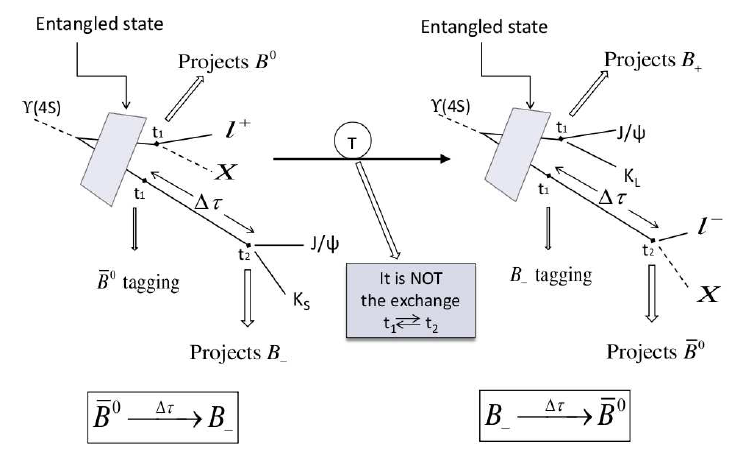 Entangled state
Projects B⁰
ϒ(4S)
t₁
l⁺
X
t₁
Δτ
B̅⁰ tagging
t₂
J/ψ
K_S
Projects B₋
B̅⁰ Δτ → B₋
T
It is NOT
the exchange
t₁ ⇄ t₂
Entangled state
Projects B₊
ϒ(4S)
t₁
J/ψ
K_L
t₁
Δτ
B₋ tagging
l⁻
t₂
X
Projects B̅⁰
B₋ Δτ → B̅⁰